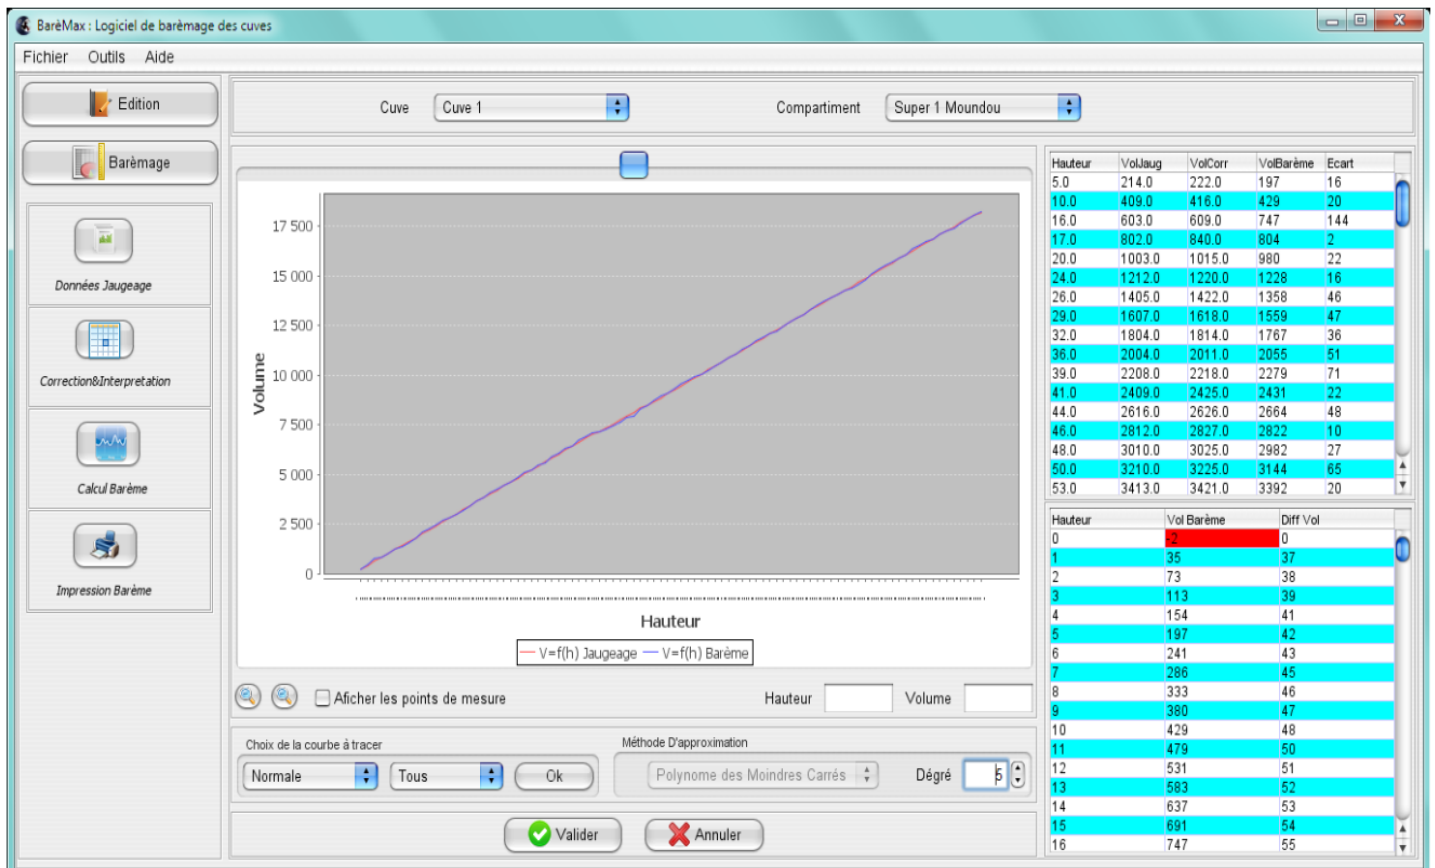 BarèMax : Logiciel de barèmage des cuves
Fichier Outils Aide
Edition
Barèmage
Données Jaugeage
Correction&Interpretation
Calcul Barème
Impression Barème
Cuve Cuve 1 Compartiment Super 1 Moundou
17 500
15 000
12 500
10 000
7 500
5 000
2 500
0
Volume
Hauteur
V=f(h) Jaugeage V=f(h) Barème
Aficher les points de mesure Hauteur Volume
Choix de la courbe à tracer
Normale Tous Ok
Méthode D'approximation
Polynome des Moindres Carrés Dégré 5
Valider Annuler
Hauteur VolJaug VolCorr VolBarème Ecart
5.0 214.0 222.0 197 16
10.0 409.0 416.0 429 20
16.0 603.0 609.0 747 144
17.0 802.0 840.0 804 2
20.0 1003.0 1015.0 980 22
24.0 1212.0 1220.0 1228 16
26.0 1405.0 1422.0 1358 46
29.0 1607.0 1618.0 1559 47
32.0 1804.0 1814.0 1767 36
36.0 2004.0 2011.0 2055 51
39.0 2208.0 2218.0 2279 71
41.0 2409.0 2425.0 2431 22
44.0 2616.0 2626.0 2664 48
46.0 2812.0 2827.0 2822 10
48.0 3010.0 3025.0 2982 27
50.0 3210.0 3225.0 3144 65
53.0 3413.0 3421.0 3392 20
Hauteur Vol Barème Diff Vol
0 -2 0
1 35 37
2 73 38
3 113 39
4 154 41
5 197 42
6 241 43
7 286 45
8 333 46
9 380 47
10 429 48
11 479 50
12 531 51
13 583 52
14 637 53
15 691 54
16 747 55